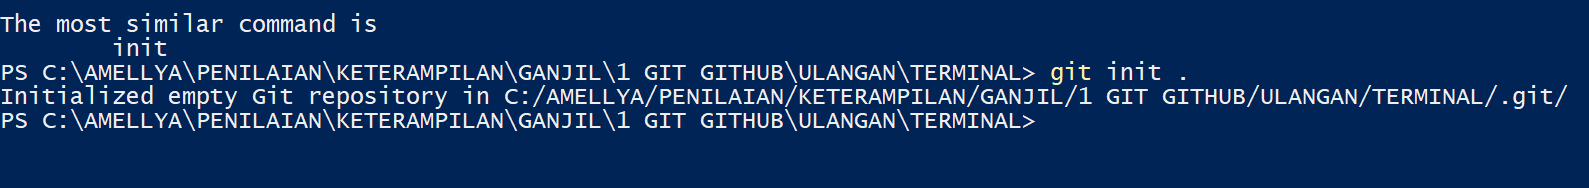 The most similar command is
        init
PS C:\AMELLYA\PENILAIAN\KETERAMPILAN\GANJIL\1 GIT GITHUB\ULANGAN\TERMINAL> git init .
Initialized empty Git repository in C:/AMELLYA/PENILAIAN/KETERAMPILAN/GANJIL/1 GIT GITHUB/ULANGAN/TERMINAL/.git/
PS C:\AMELLYA\PENILAIAN\KETERAMPILAN\GANJIL\1 GIT GITHUB\ULANGAN\TERMINAL>